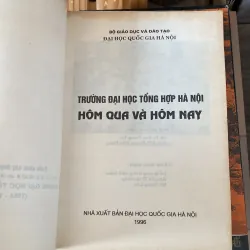 BỘ GIÁO DỤC VÀ ĐÀO TẠO
ĐẠI HỌC QUỐC GIA HÀ NỘI
TRƯỜNG ĐẠI HỌC TỔNG HỢP HÀ NỘI
HÔM QUA VÀ HÔM NAY
NHÀ XUẤT BẢN ĐẠI HỌC QUỐC GIA HÀ NỘI
1996